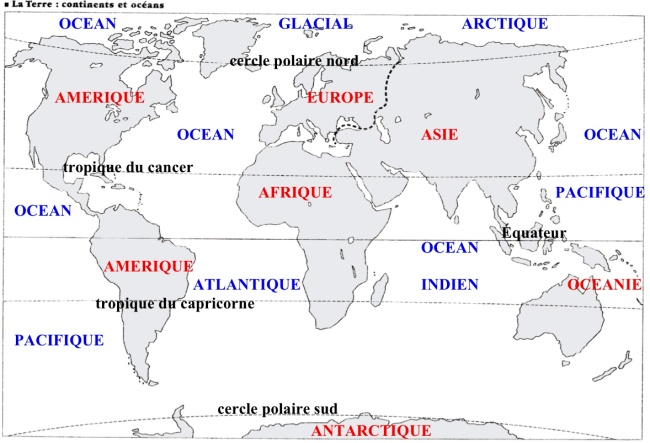 La Terre : continents et océans
OCEAN GLACIAL ARCTIQUE
cercle polaire nord
AMERIQUE EUROPE
OCEAN ASIE OCEAN
tropique du cancer
AFRIQUE PACIFIQUE
OCEAN
Équateur
OCEAN
AMERIQUE
ATLANTIQUE INDIEN OCEANIE
tropique du capricorne
PACIFIQUE
cercle polaire sud
ANTARCTIQUE